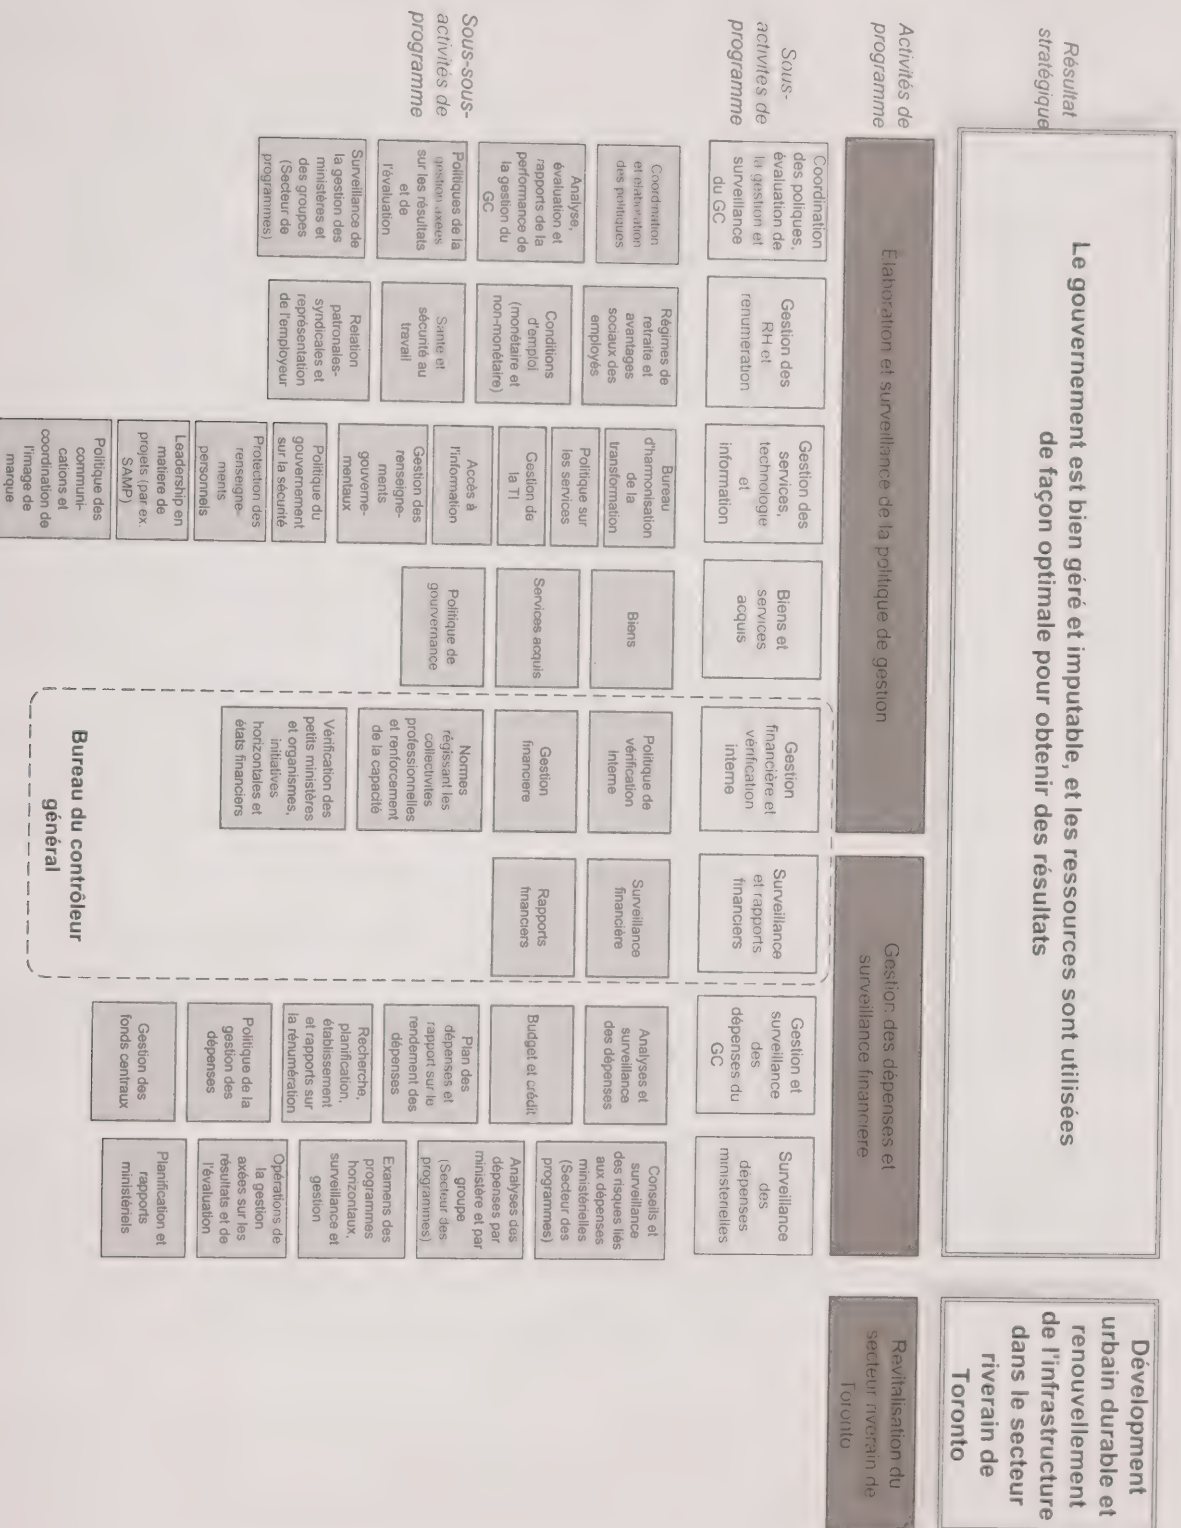 Résultat
stratégique
Le gouvernement est bien géré et imputable, et les ressources sont utilisées
de façon optimale pour obtenir des résultats
Dévelopment
urbain durable et
renouvellement
de l'infrastructure
dans le secteur
riverain de
Toronto
Activités de
programme
Élaboration et surveillance de la politique de gestion
Gestion des dépenses et
surveillance financiere
Revitalisation du
secteur riverain de
Toronto
Sous-
activites de
programme
Coordination
des poliques,
évaluation de
la gestion et
surveillance
du GC
Gestion des
RH et
renumeration
Gestion des
services,
technologie
et
information
Biens et
services
acquis
Gestion
financière et
vérification
interne
Surveillance
et rapports
financiers
Gestion et
surveillance
des
dépenses du
GC
Surveillance
des
dépenses
ministérielles
Sous-sous-
activités de
programme
Coordination
et elaboration
des politiques
Analyse,
évaluation et
rapports de la
performance de
la gestion du
GC
Politiques de la
gestion axées
sur les résultats
et de
l'évaluation
Surveillance de
la gestion des
ministères et
des groupes
(Secteur de
programmes)
Régimes de
retraite et
avantages
sociaux des
employés
Conditions
d'emploi
(monétaire et
non-monétaire)
Sante et
sécurité au
travail
Relation
patronales-
syndicales et
représentation
de l'employeur
Bureau
d'harmonisation
de la
transformation
Politique sur
les services
Gestion de
la TI
Accès à
l'information
Gestion des
renseigne-
ments
gouverne-
mentaux
Politique du
gouvernement
sur la sécurité
Protection des
renseigne-
ments
personnels
Leadership en
matiere de
projets (par ex.
SAMP)
Politique des
communi-
cations et
coordination de
l'image de
marque
Biens
Services acquis
Politique de
gourvernance
Politique de
vérification
interne
Gestion
financiere
Normes
régissant les
collectivites
professionnelles
et renforcement
de la capacité
Vérification des
petits ministères
et organismes,
initiatives
horizontales et
états financiers
Surveillance
financière
Rapports
financiers
Bureau du contrôleur
général
Analyses et
surveillance
des dépenses
Budget et crédit
Plan des
dépenses et
rapport sur le
rendement des
dépenses
Recherche,
planification,
établissement
et rapports sur
la rénumération
Politique de la
gestion des
dépenses
Gestion des
fonds centraux
Conseils et
surveillance
des risques liés
aux dépenses
ministérielles
(Secteur des
programmes)
Analyses des
dépenses par
ministère et par
groupe
(Secteur des
programmes)
Examens des
programmes
horizontaux,
surveillance et
gestion
Opérations de
la gestion
axées sur les
résultats et de
l'évaluation
Planification et
rapports
ministériels